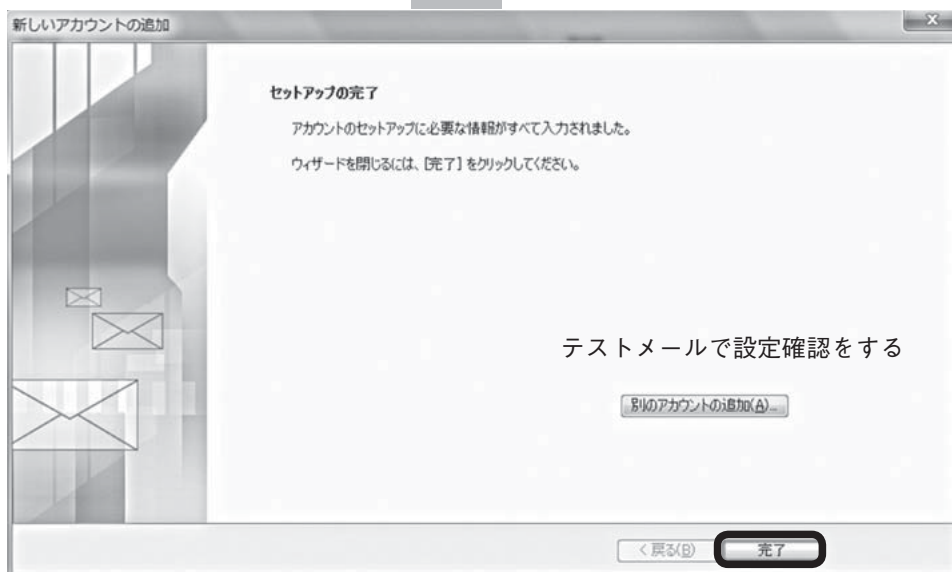 新しいアカウントの追加
セットアップの完了
アカウントのセットアップに必要な情報がすべて入力されました。
ウィザードを閉じるには、[完了] をクリックしてください。
テストメールで設定確認をする
別のアカウントの追加(A)...
< 戻る(B)
完了